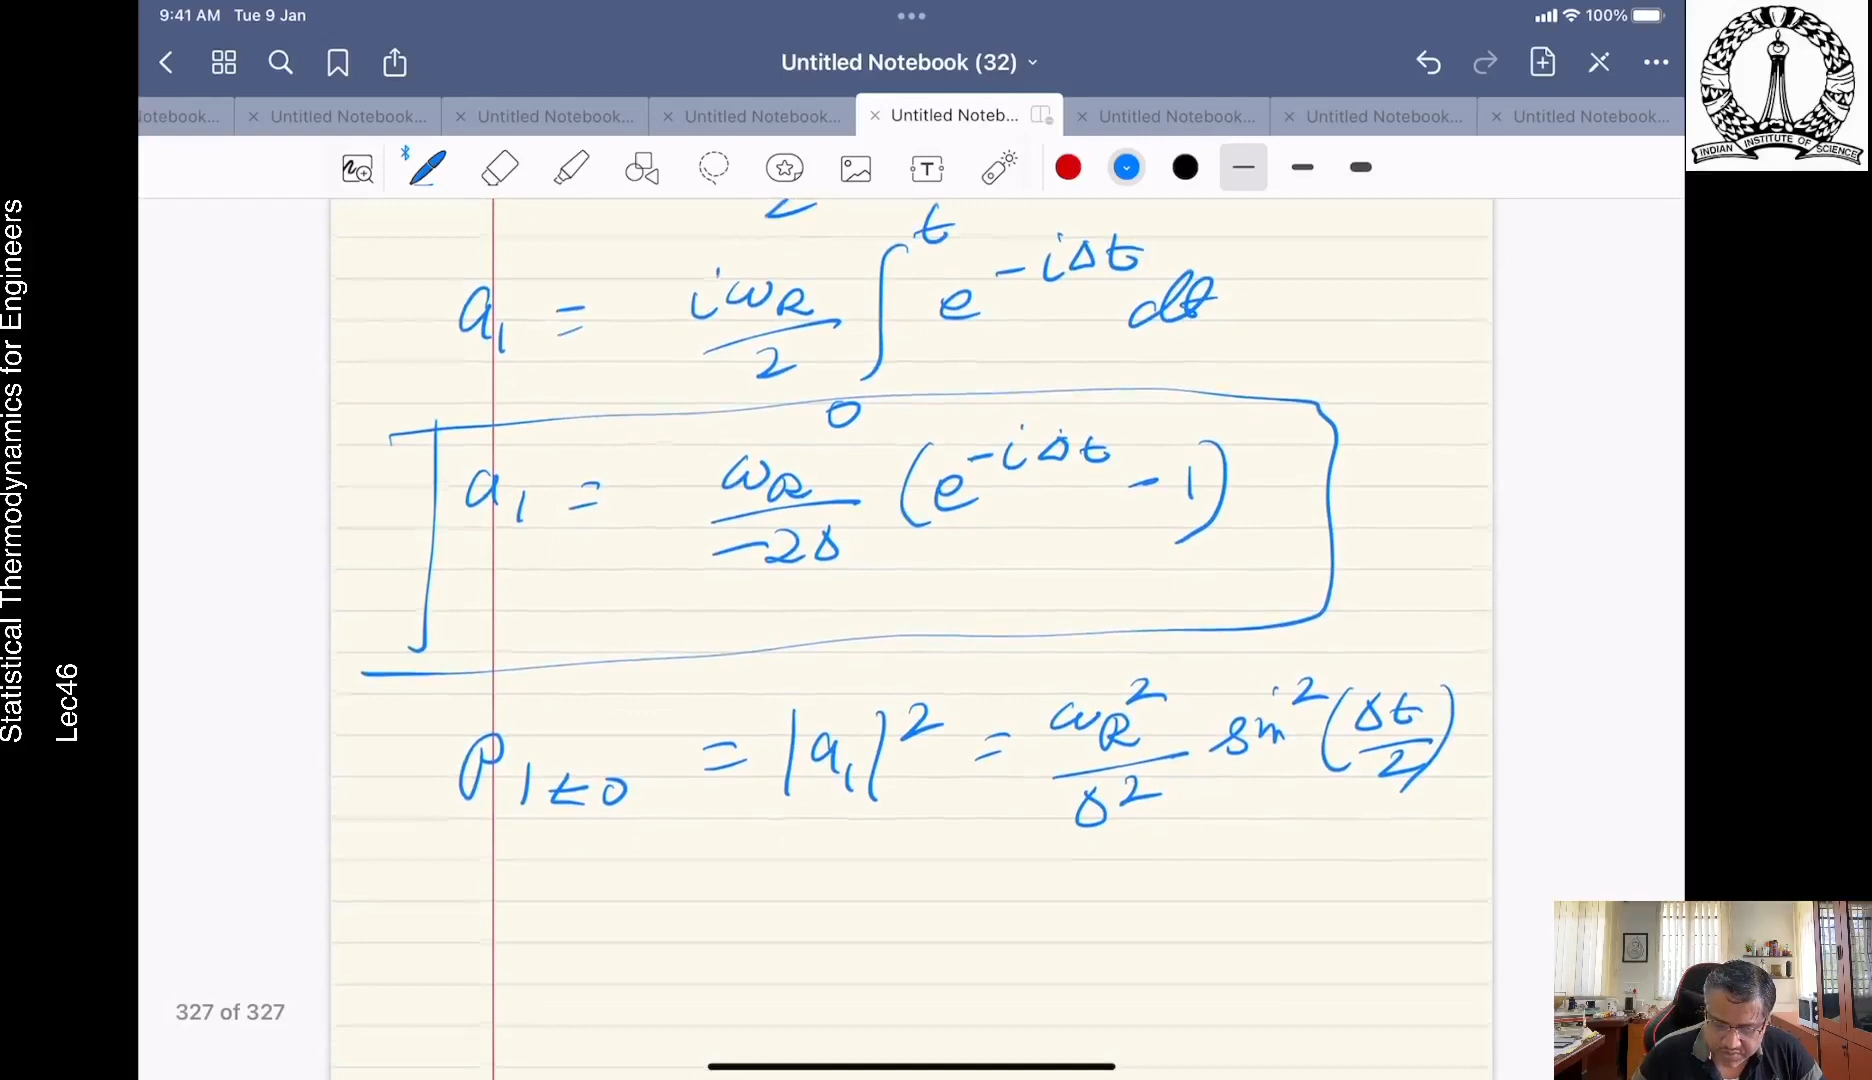 9:41 AM Tue 9 Jan
100%
Untitled Notebook (32)
otebook...
Untitled Notebook...
Untitled Notebook...
Untitled Notebook...
Untitled Noteb...
Untitled Notebook...
Untitled Notebook...
Untitled Notebook...
INDIAN INSTITUTE OF SCIENCE
Statistical Thermodynamics for Engineers
Lec46
2
a₁ = iω_R/2 ∫₀ᵗ e^(-iΔt) dt
a₁ = ω_R/-2Δ (e^(-iΔt) - 1)
P₁←₀ = |a₁|² = ω_R²/Δ² sin²(Δt/2)
327 of 327